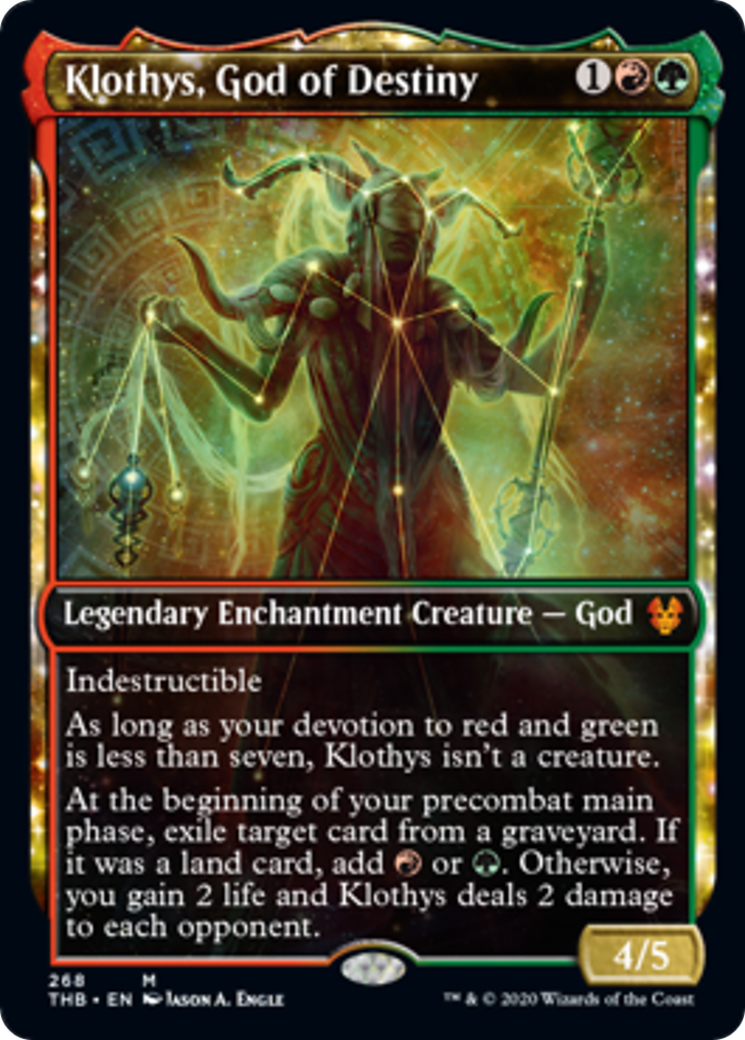 Klothys, God of Destiny 1
Legendary Enchantment Creature — God
Indestructible
As long as your devotion to red and green
is less than seven, Klothys isn't a creature.
At the beginning of your precombat main
phase, exile target card from a graveyard. If
it was a land card, add or . Otherwise,
you gain 2 life and Klothys deals 2 damage
to each opponent.
4/5
268 M
THB • EN Jason A. Engle
™ & © 2020 Wizards of the Coast